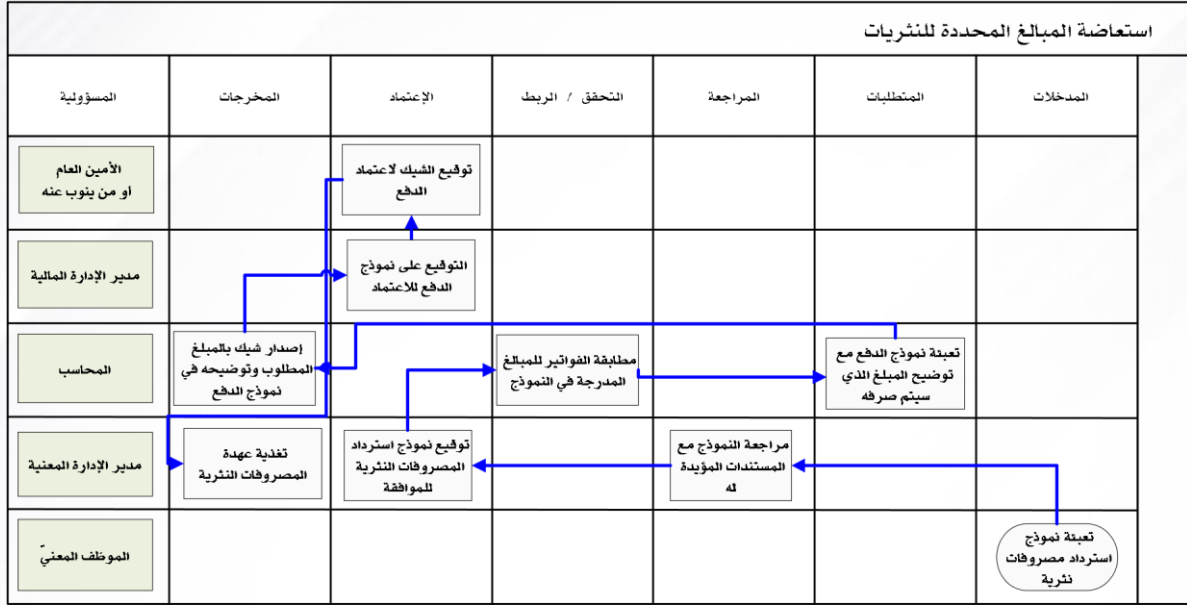 استعاضة المبالغ المحددة للنثريات
المدخلات
المتطلبات
المراجعة
التحقق / الربط
الإعتماد
المخرجات
المسؤولية
توقيع الشيك لاعتماد
الدفع
الأمين العام
او من ينوب عنه
التوقيع على نموذج
الدفع للاعتماد
مدير الإدارة المالية
تعبئة نموذج الدفع مع
توضيح المبلغ الذي
سيتم صرفه
مطابقة الفواتير للمبالغ
المدرجة في النموذج
إصدار شيك بالمبلغ
المطلوب وتوضيحه في
نموذج الدفع
المحاسب
مراجعة النموذج مع
المستندات المؤيدة
له
توقيع نموذج استرداد
المصروفات النثرية
للموافقة
تغذية عهدة
المصروفات النثرية
مدير الإدارة المعنية
تعبئة نموذج
استرداد مصروفات
نثرية
الموظف المعنيّ